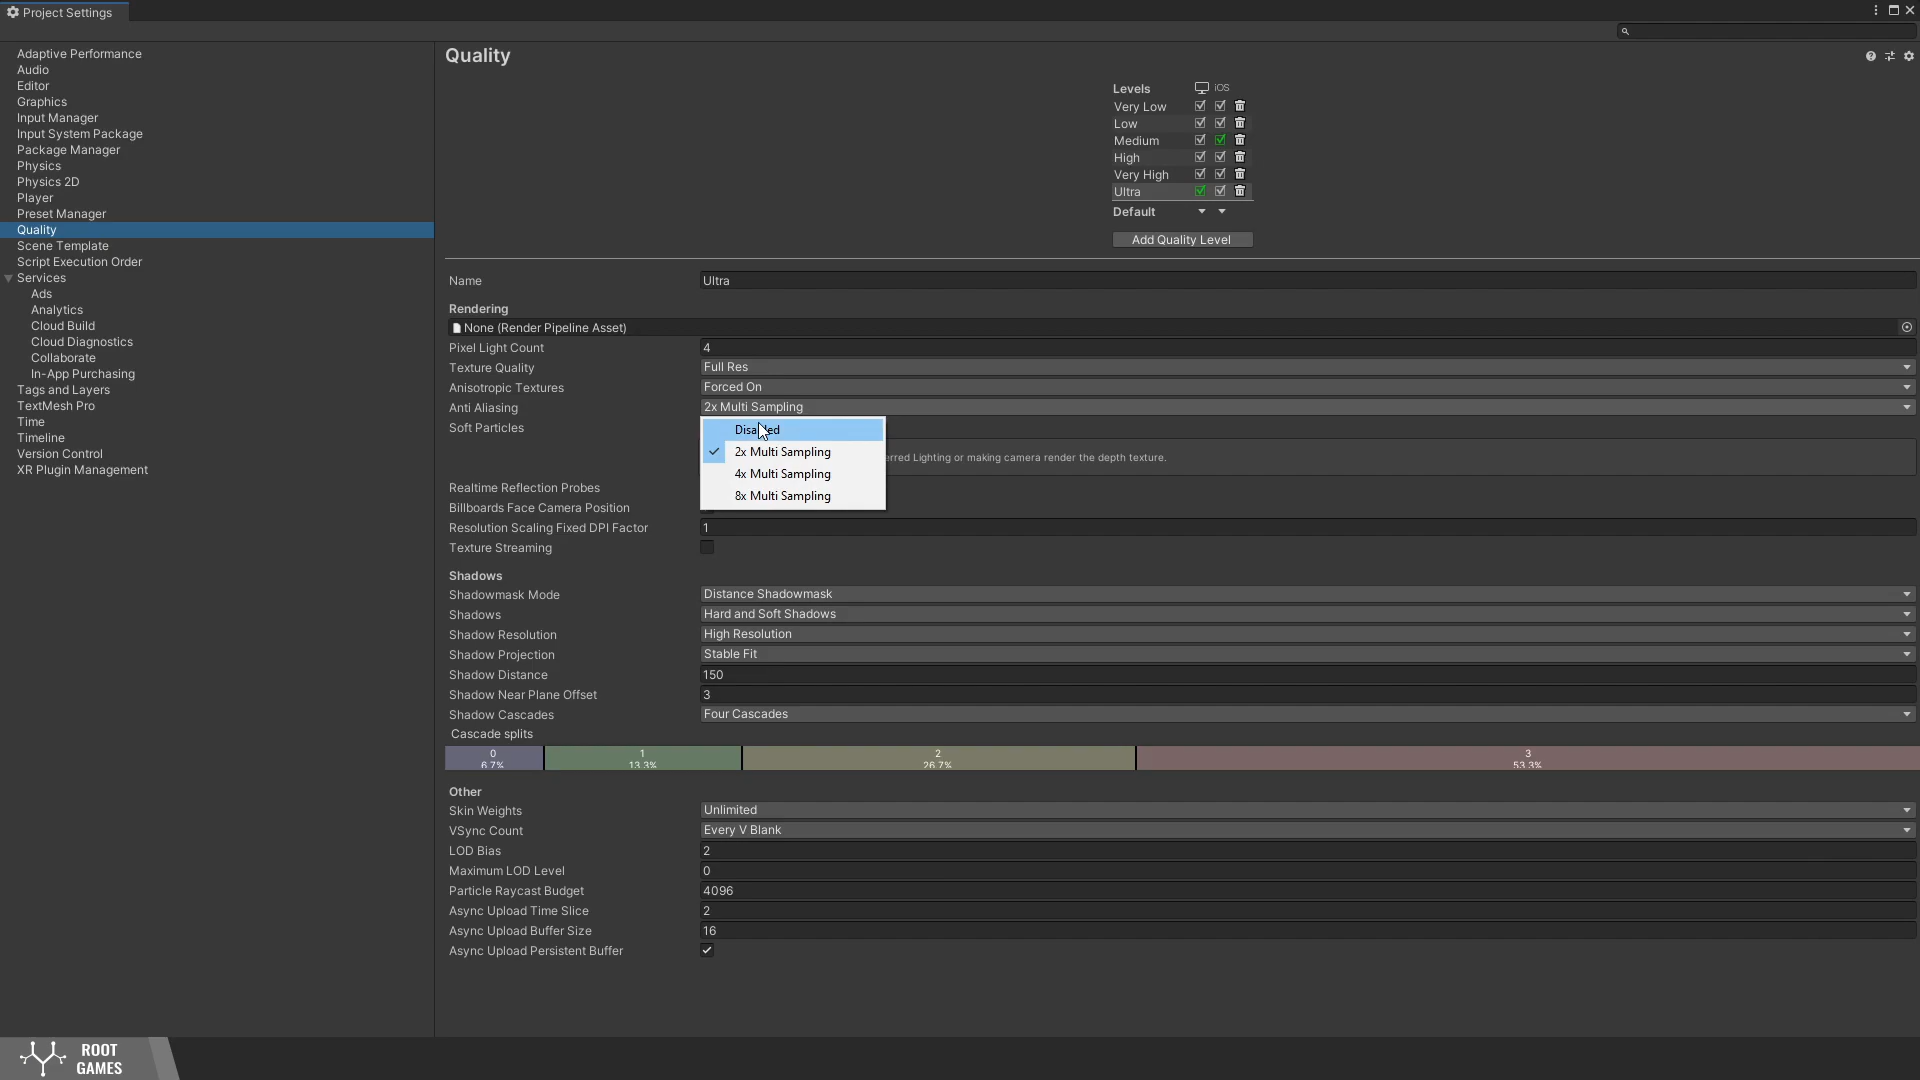 Project Settings
Adaptive Performance
Audio
Editor
Graphics
Input Manager
Input System Package
Package Manager
Physics
Physics 2D
Player
Preset Manager
Quality
Scene Template
Script Execution Order
Services
Ads
Analytics
Cloud Build
Cloud Diagnostics
Collaborate
In-App Purchasing
Tags and Layers
TextMesh Pro
Time
Timeline
Version Control
XR Plugin Management
Quality
Levels iOS
Very Low
Low
Medium
High
Very High
Ultra
Default
Add Quality Level
Name Ultra
Rendering
None (Render Pipeline Asset)
Pixel Light Count 4
Texture Quality Full Res
Anisotropic Textures Forced On
Anti Aliasing 2x Multi Sampling
Soft Particles
Disabled
2x Multi Sampling
4x Multi Sampling
8x Multi Sampling
Lighting or making camera render the depth texture.
Realtime Reflection Probes
Billboards Face Camera Position
Resolution Scaling Fixed DPI Factor 1
Texture Streaming
Shadows
Shadowmask Mode Distance Shadowmask
Shadows Hard and Soft Shadows
Shadow Resolution High Resolution
Shadow Projection Stable Fit
Shadow Distance 150
Shadow Near Plane Offset 3
Shadow Cascades Four Cascades
Cascade splits
0 1 2 3
6.7% 13.3% 26.7% 53.3%
Other
Skin Weights Unlimited
VSync Count Every V Blank
LOD Bias 2
Maximum LOD Level 0
Particle Raycast Budget 4096
Async Upload Time Slice 2
Async Upload Buffer Size 16
Async Upload Persistent Buffer
ROOT
GAMES